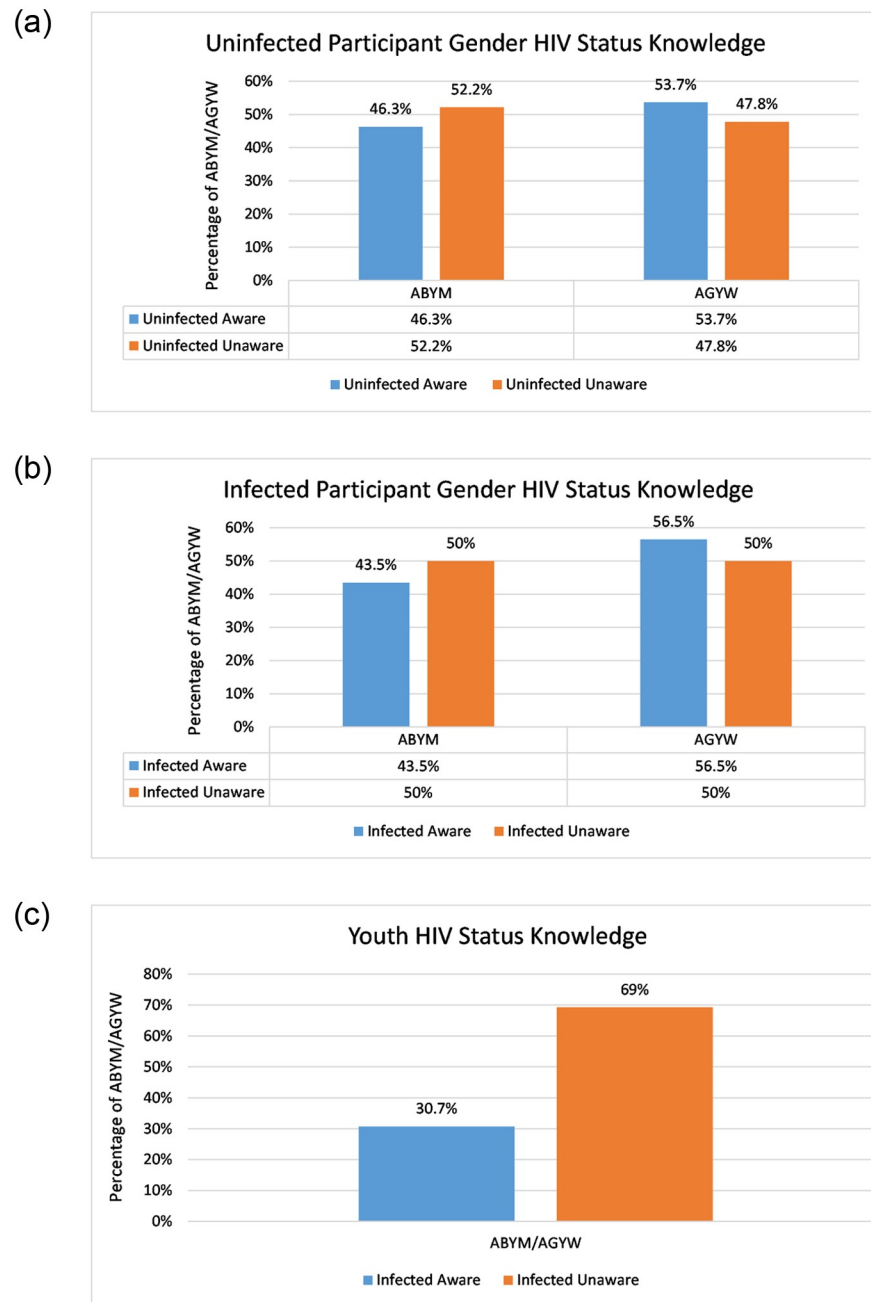 (a)
Uninfected Participant Gender HIV Status Knowledge
Percentage of ABYM/AGYW
60%
50%
40%
30%
20%
10%
0%
46.3%
52.2%
53.7%
47.8%
ABYM AGYW
Uninfected Aware 46.3% 53.7%
Uninfected Unaware 52.2% 47.8%
Uninfected Aware Uninfected Unaware
(b)
Infected Participant Gender HIV Status Knowledge
Percentage of ABYM/AGYW
60%
50%
40%
30%
20%
10%
0%
43.5%
50%
56.5%
50%
ABYM AGYW
Infected Aware 43.5% 56.5%
Infected Unaware 50% 50%
Infected Aware Infected Unaware
(c)
Youth HIV Status Knowledge
Percentage of ABYM/AGYW
80%
70%
60%
50%
40%
30%
20%
10%
0%
30.7%
69%
ABYM/AGYW
Infected Aware Infected Unaware